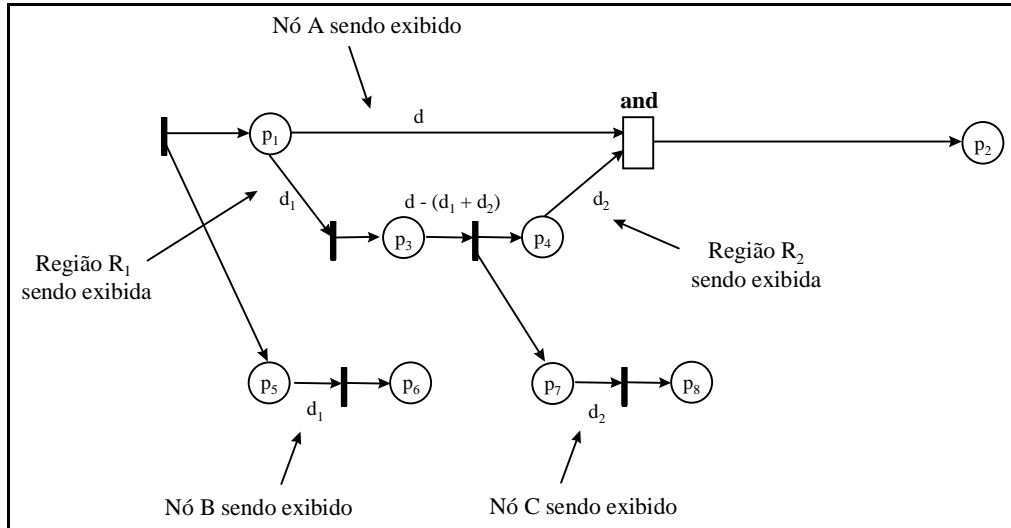 Nó A sendo exibido
and
d
p1
p2
d1
d - (d1 + d2)
d2
p3
p4
Região R1
sendo exibida
Região R2
sendo exibida
p5
p6
p7
p8
d1
d2
Nó B sendo exibido
Nó C sendo exibido